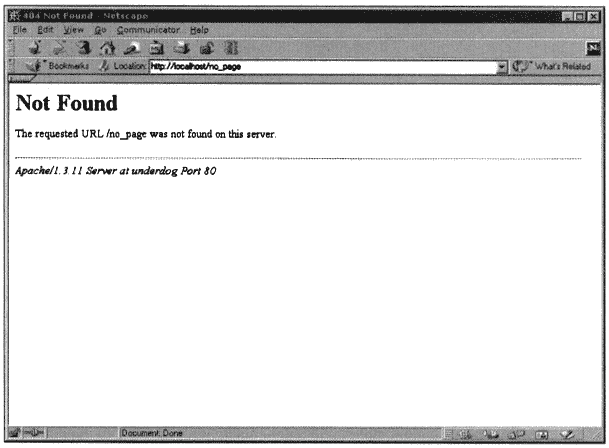 404 Not Found - Netscape
File Edit View Go Communicator Help
N
Bookmarks Location: http://localhost/no_page What's Related
Not Found
The requested URL /no_page was not found on this server.
Apache/1.3.11 Server at underdog Port 80
Document: Done